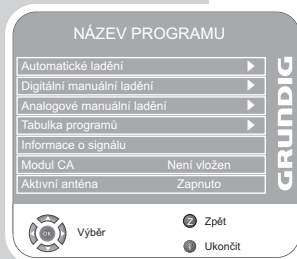 NÁZEV PROGRAMU
Automatické ladění
Digitální manuální ladění
Analogové manuální ladění
Tabulka programů
Informace o signálu
Modul CA Není vložen
Aktivní anténa Zapnuto
GRUNDIG
OK
Výběr
Z Zpět
i Ukončit